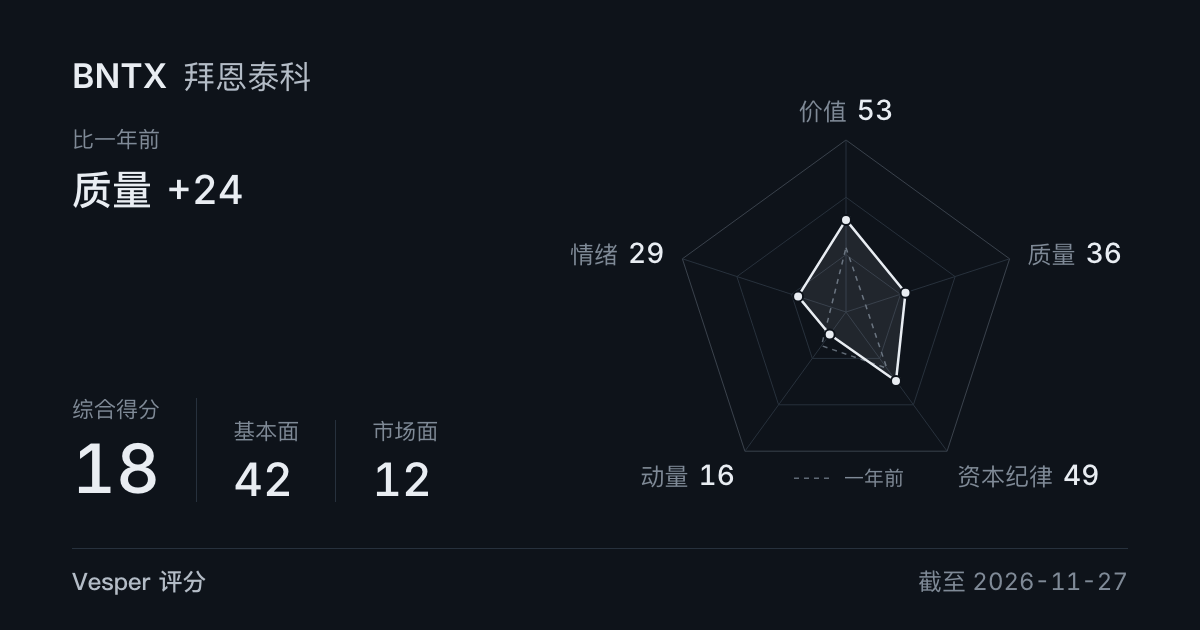 BNTX 拜恩泰科
比一年前
质量 +24
价值 53
情绪 29
质量 36
动量 16
---- 一年前
资本纪律 49
综合得分
18
基本面
42
市场面
12
Vesper 评分
截至 2026-11-27